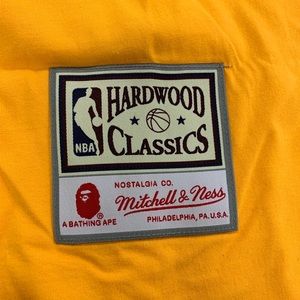 HARDWOOD
NBA
CLASSICS
NOSTALGIA CO.
Mitchell & Ness
A BATHING APE
PHILADELPHIA, PA. U.S.A.